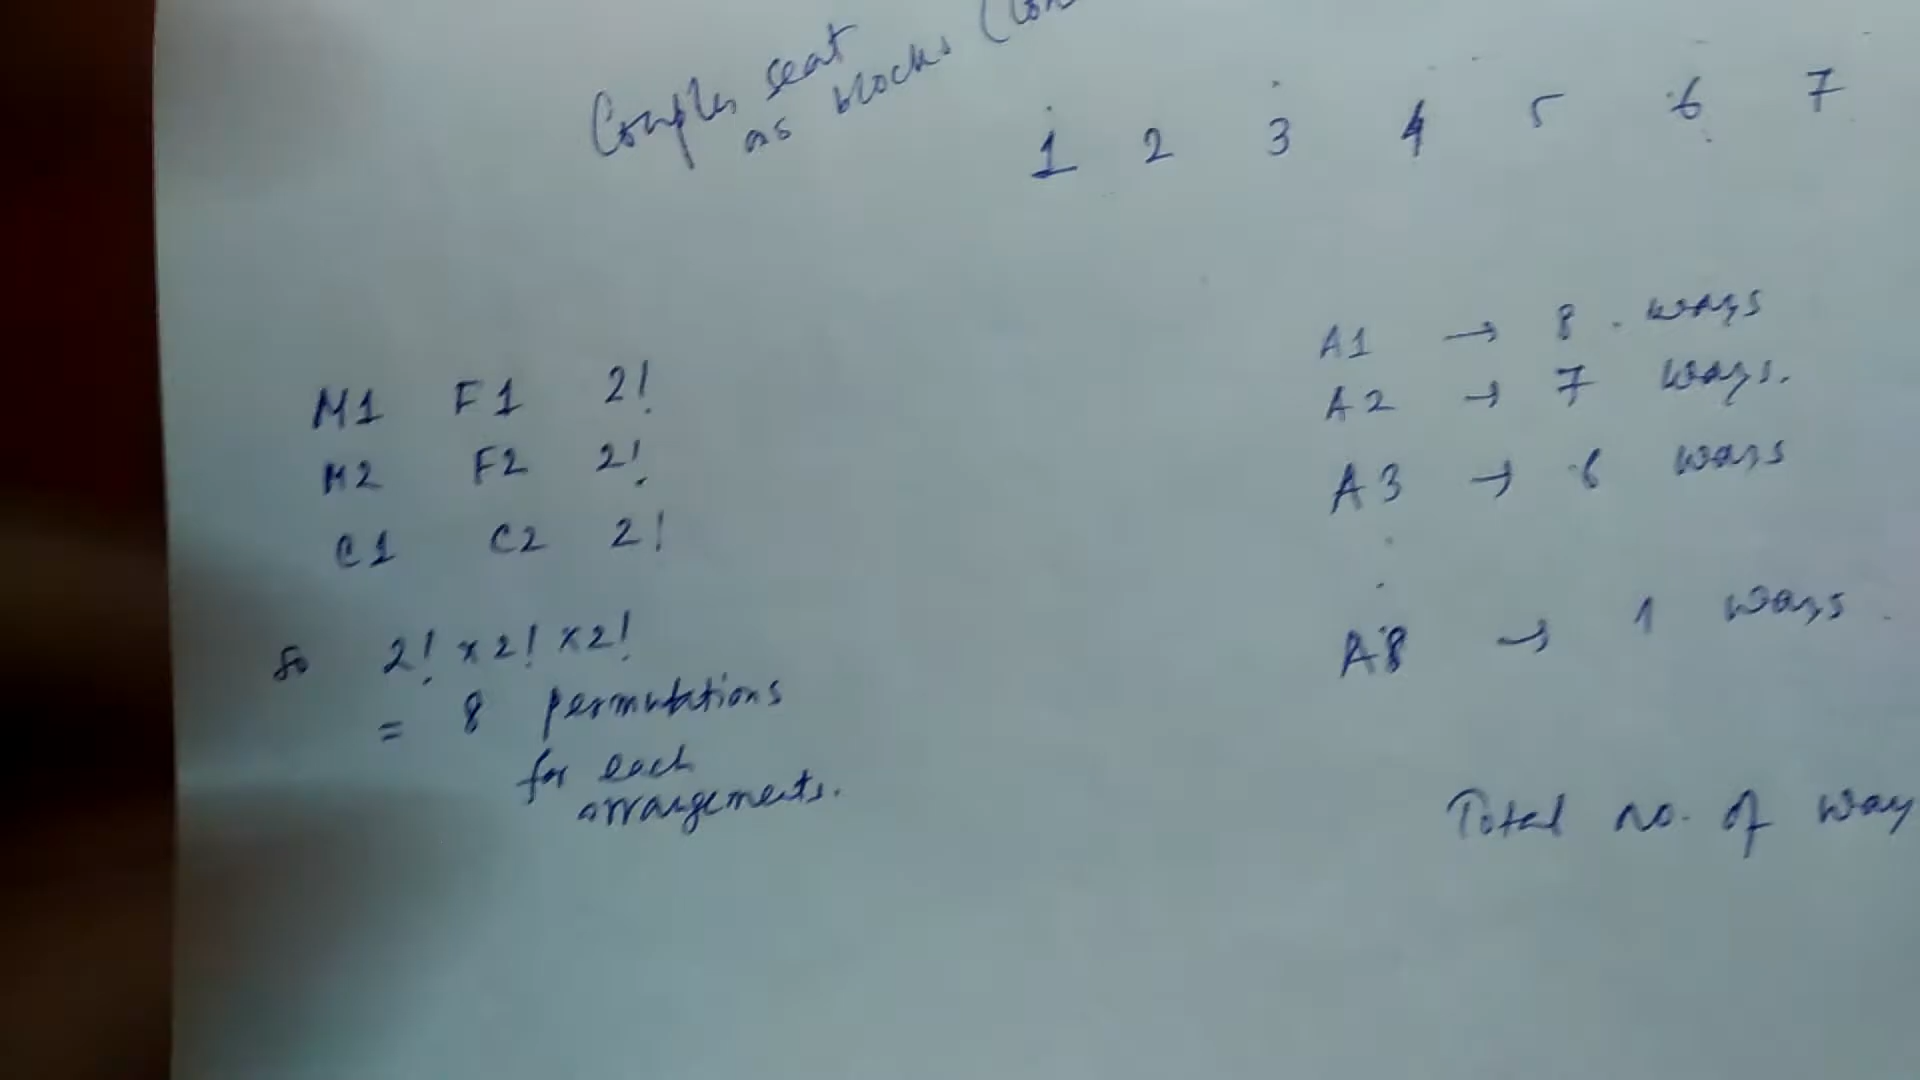 Couples seat
as blocks (Con
1 2 3 4 5 6 7
M1 F1 2!
M2 F2 2!
C1 C2 2!
So 2! x 2! x 2!
= 8 permutations
for each
arrangements.
A1 → 8 ways
A2 → 7 ways.
A3 → 6 ways
.
.
A8 → 1 ways.
Total no. of way